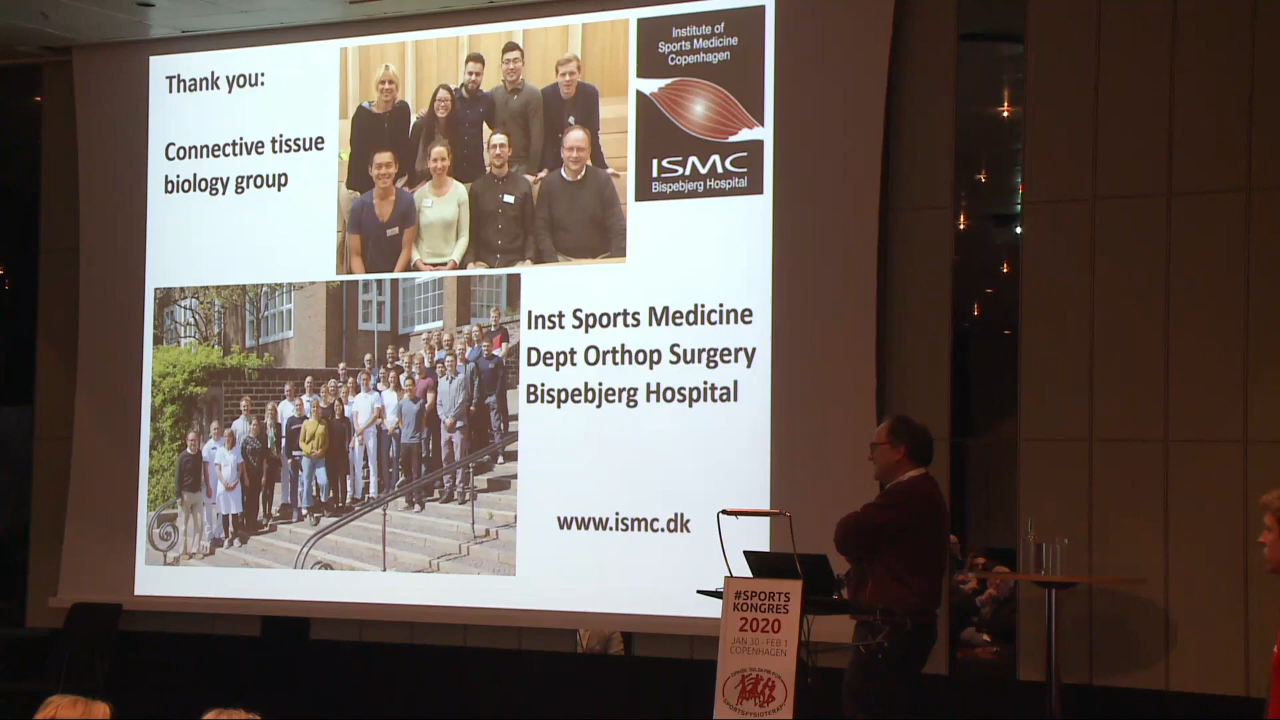 Thank you:
Connective tissue
biology group
Institute of
Sports Medicine
Copenhagen
ISMC
Bispebjerg Hospital
Inst Sports Medicine
Dept Orthop Surgery
Bispebjerg Hospital
www.ismc.dk
#SPORTS
KONGRES
2020
JAN 30 - FEB 1
COPENHAGEN